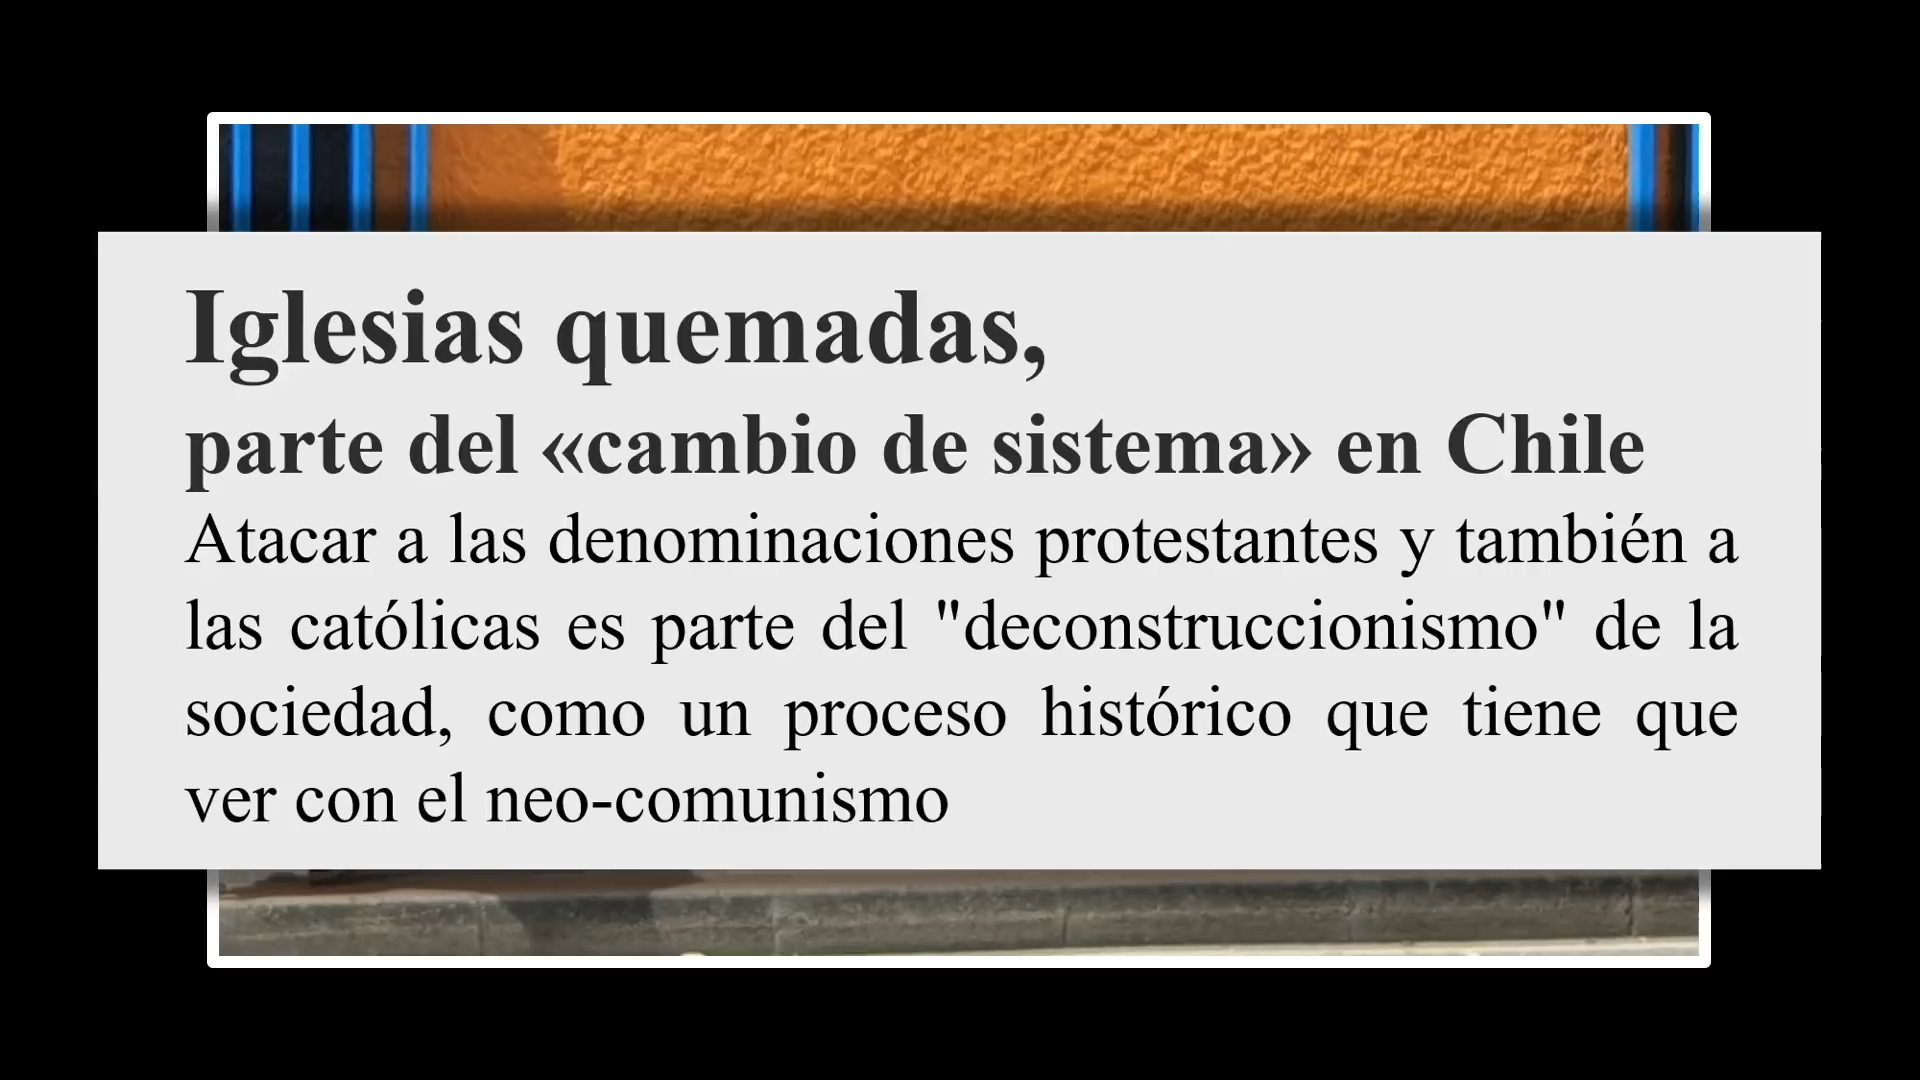 Iglesias quemadas,
parte del «cambio de sistema» en Chile
Atacar a las denominaciones protestantes y también a
las católicas es parte del "deconstruccionismo" de la
sociedad, como un proceso histórico que tiene que
ver con el neo-comunismo